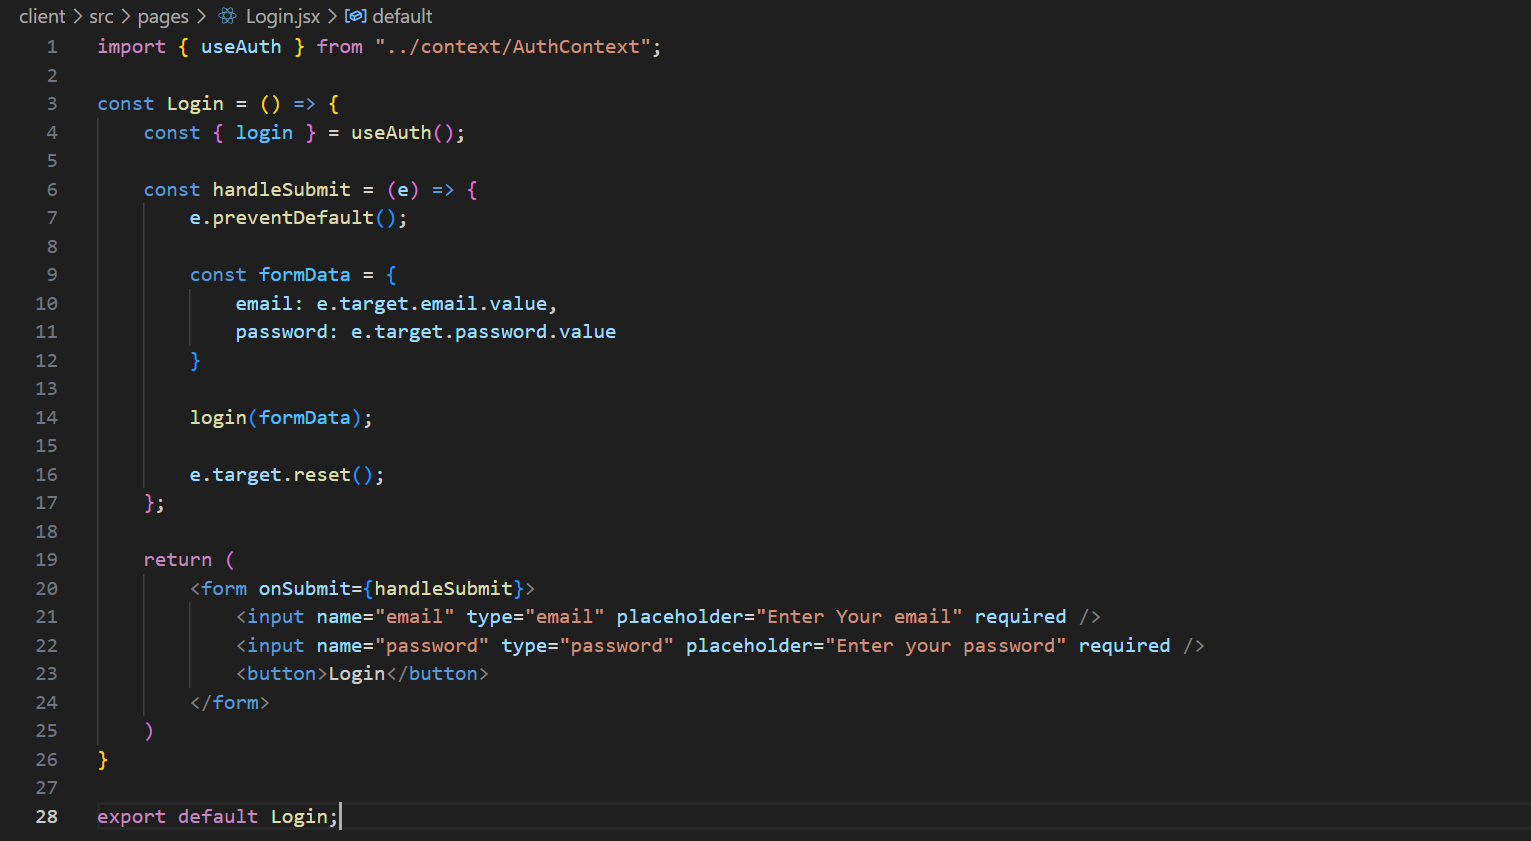 client > src > pages > Login.jsx > default
1 import { useAuth } from "../context/AuthContext";
2
3 const Login = () => {
4     const { login } = useAuth();
5
6     const handleSubmit = (e) => {
7         e.preventDefault();
8
9         const formData = {
10             email: e.target.email.value,
11             password: e.target.password.value
12         }
13
14         login(formData);
15
16         e.target.reset();
17     };
18
19     return (
20         <form onSubmit={handleSubmit}>
21             <input name="email" type="email" placeholder="Enter Your email" required />
22             <input name="password" type="password" placeholder="Enter your password" required />
23             <button>Login</button>
24         </form>
25     )
26 }
27
28 export default Login;